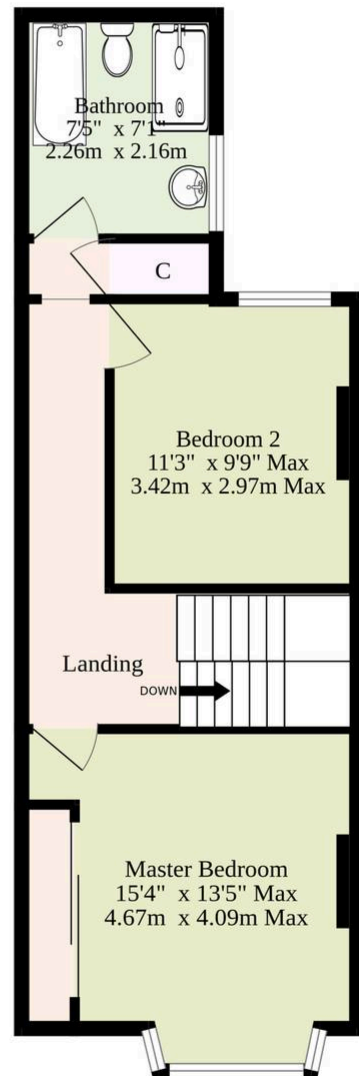 Bathroom
7'5" x 7'1"
2.26m x 2.16m
C
Bedroom 2
11'3" x 9'9" Max
3.42m x 2.97m Max
Landing
DOWN
Master Bedroom
15'4" x 13'5" Max
4.67m x 4.09m Max